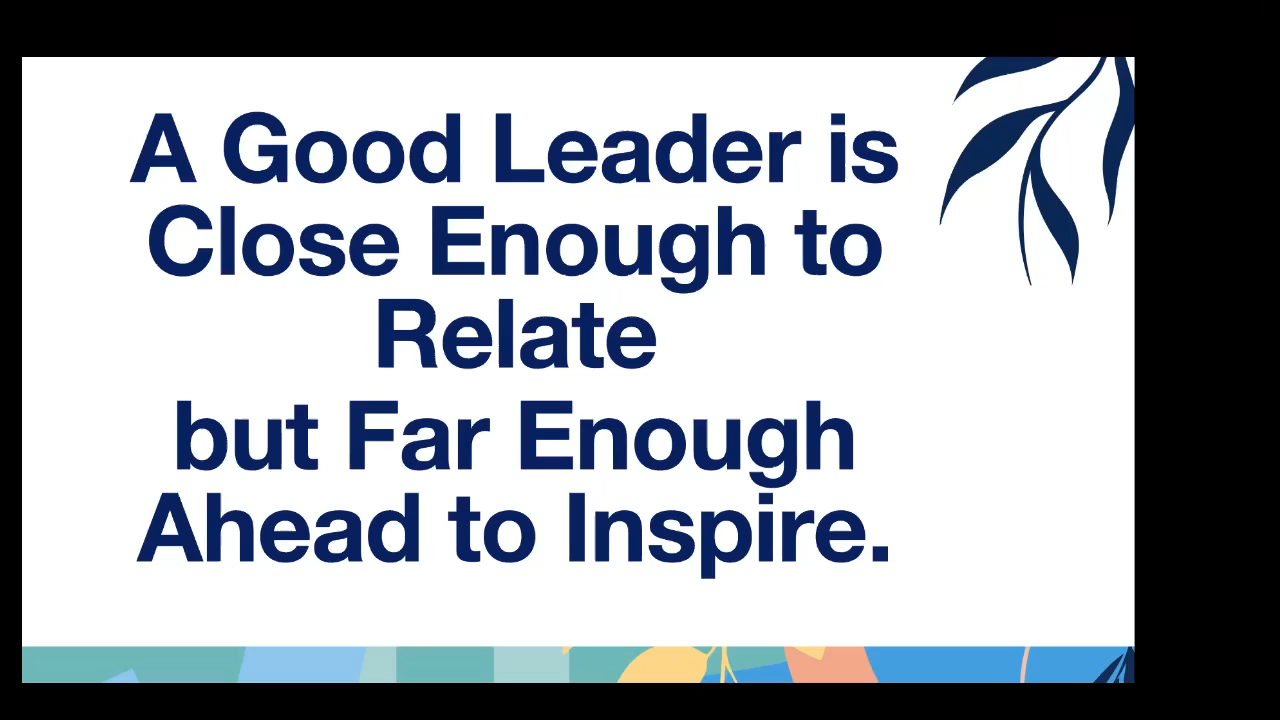 A Good Leader is
Close Enough to
Relate
but Far Enough
Ahead to Inspire.